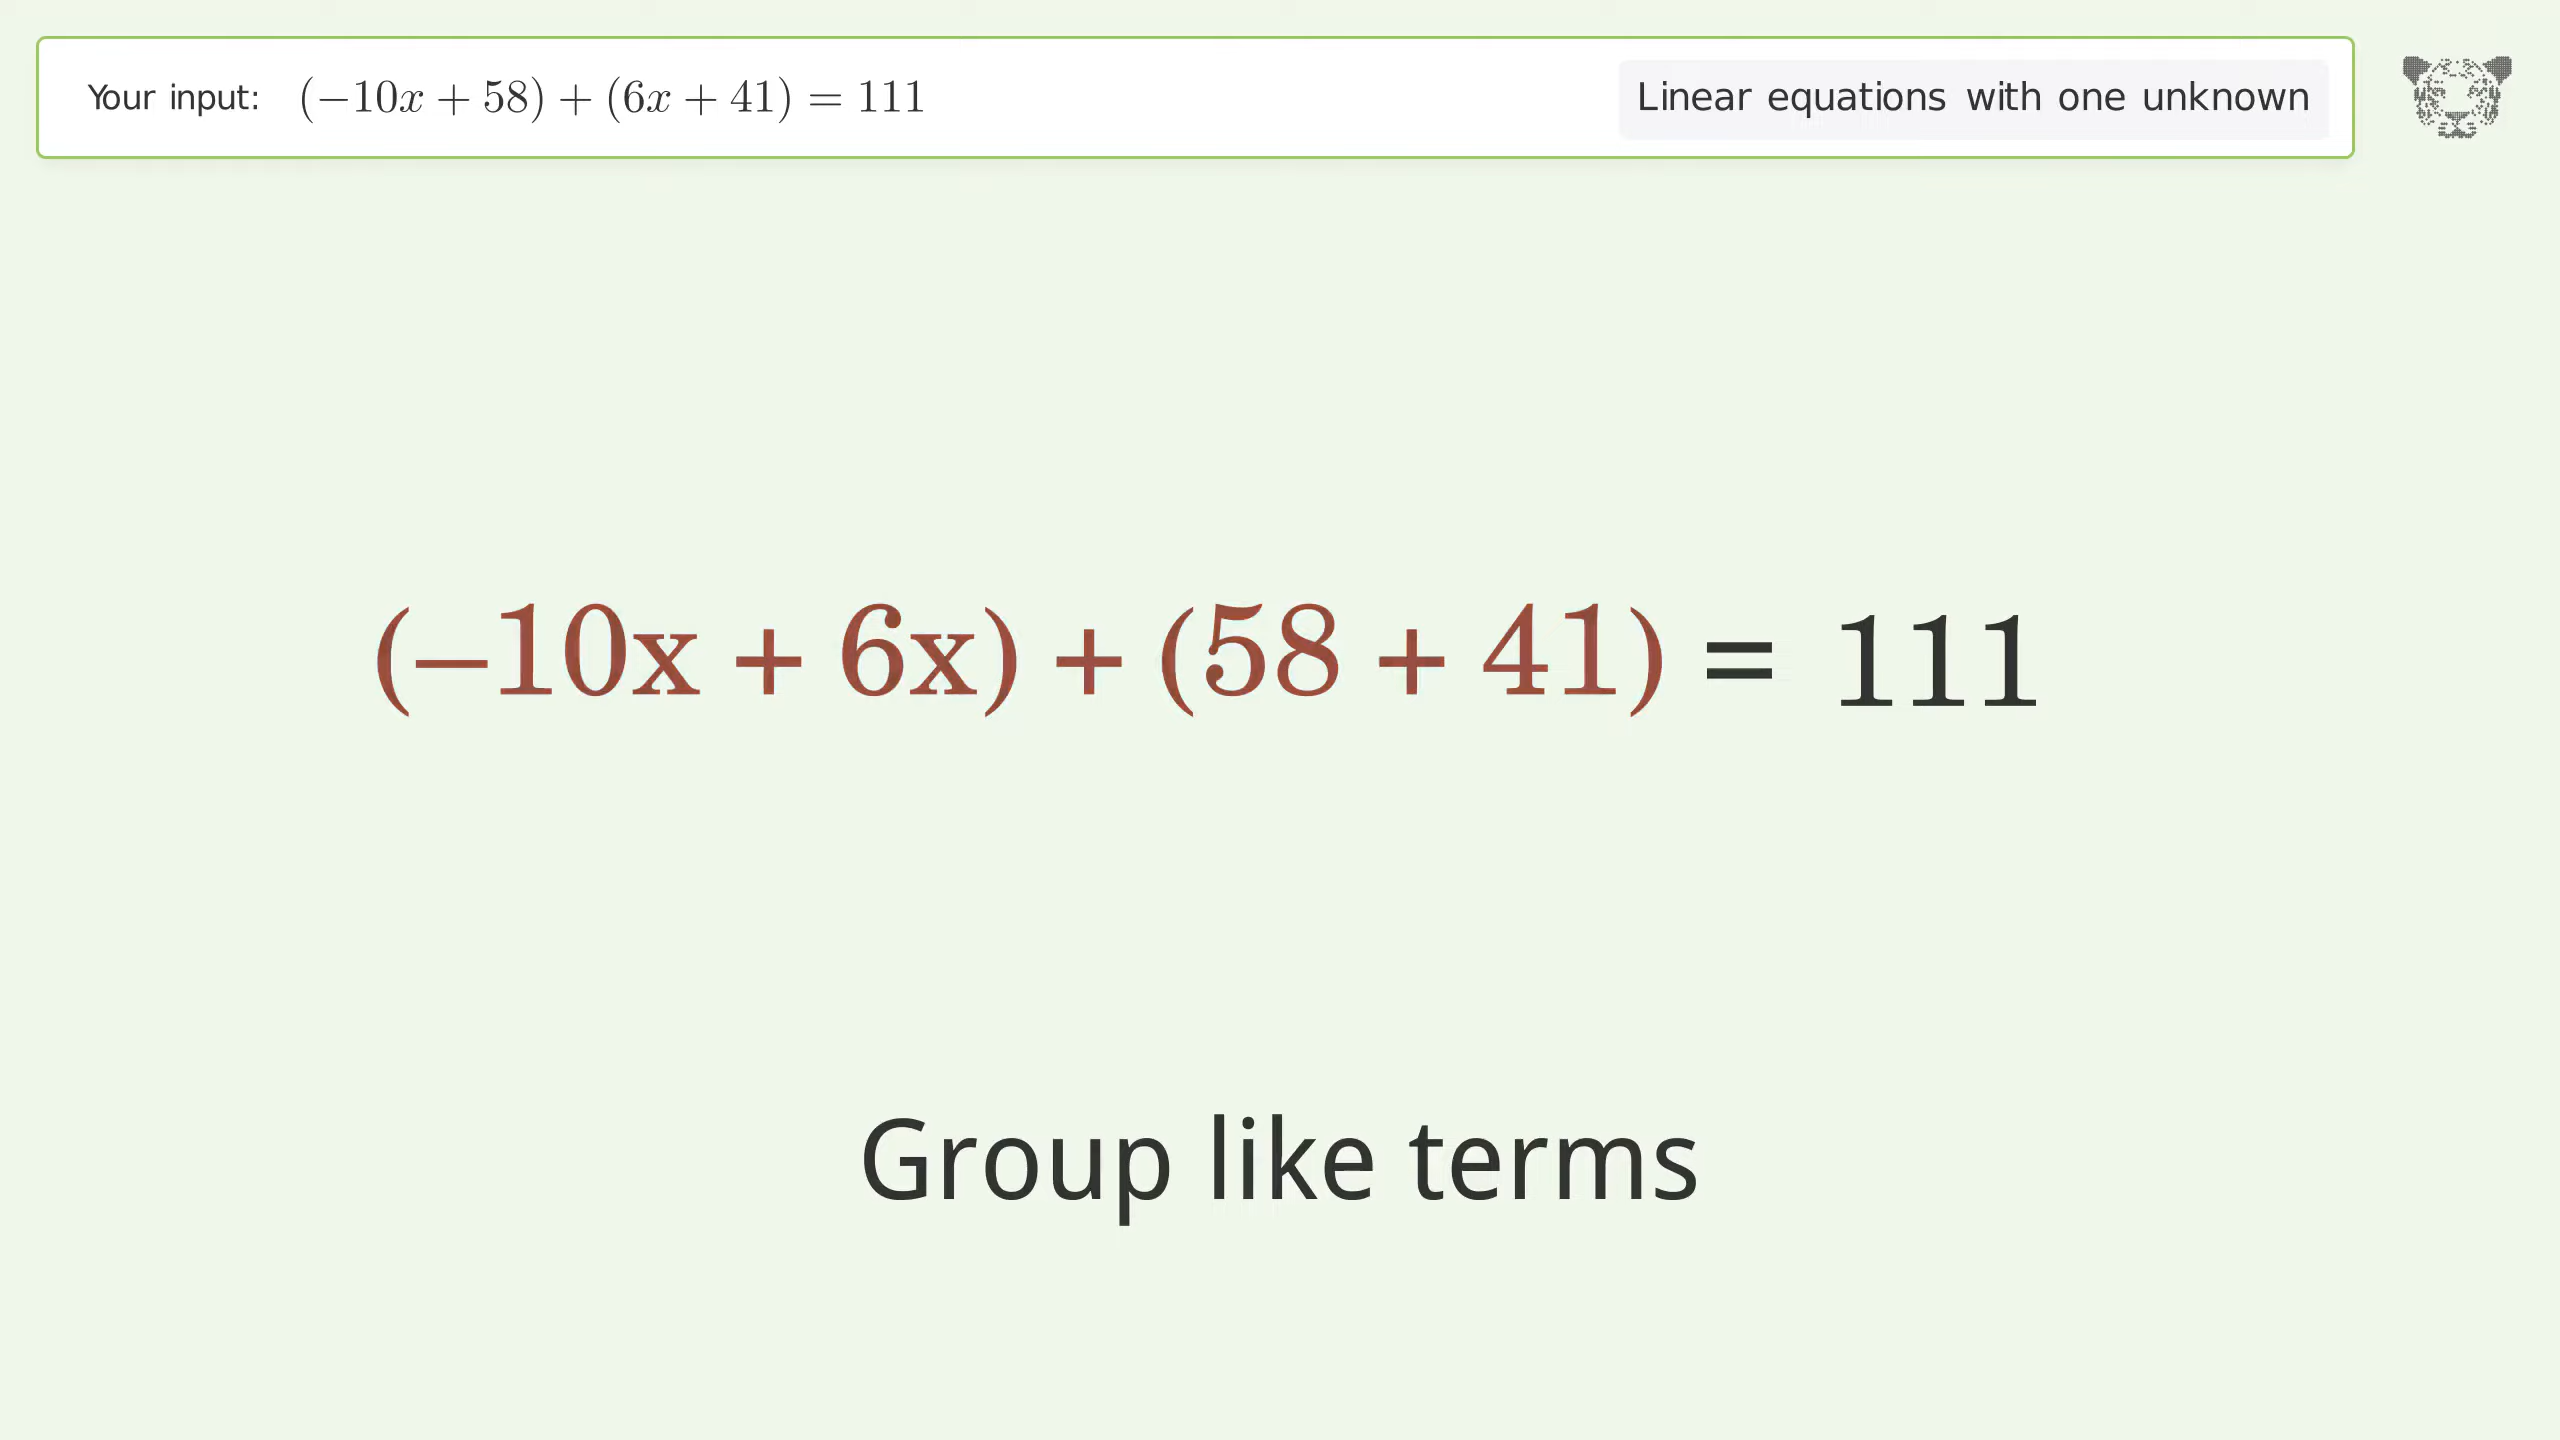 Your input: (−10x + 58) + (6x + 41) = 111
Linear equations with one unknown
(−10x + 6x) + (58 + 41) = 111
Group like terms